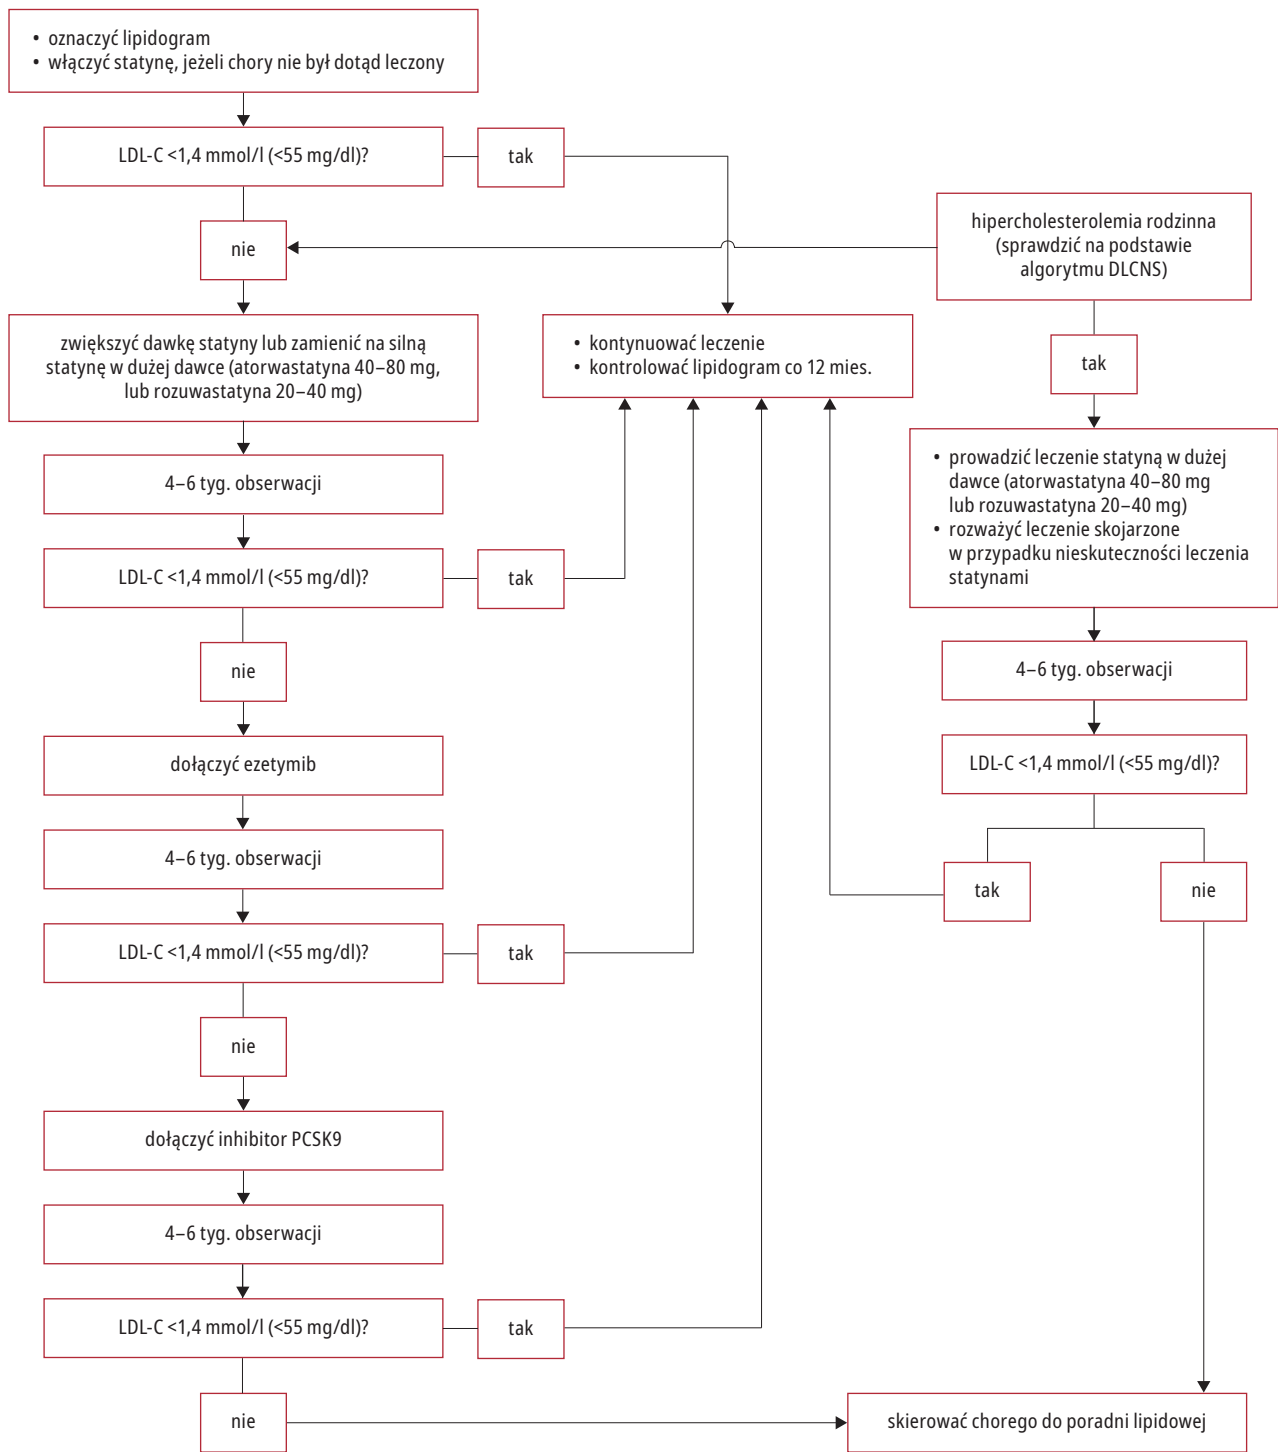 • oznaczyć lipidogram
• włączyć statynę, jeżeli chory nie był dotąd leczony
LDL-C <1,4 mmol/l (<55 mg/dl)?
tak
nie
zwiększyć dawkę statyny lub zamienić na silną
statynę w dużej dawce (atorwastatyna 40–80 mg,
lub rozuwastatyna 20–40 mg)
4–6 tyg. obserwacji
LDL-C <1,4 mmol/l (<55 mg/dl)?
tak
nie
dołączyć ezetymib
4–6 tyg. obserwacji
LDL-C <1,4 mmol/l (<55 mg/dl)?
tak
nie
dołączyć inhibitor PCSK9
4–6 tyg. obserwacji
LDL-C <1,4 mmol/l (<55 mg/dl)?
tak
nie
• kontynuować leczenie
• kontrolować lipidogram co 12 mies.
hipercholesterolemia rodzinna
(sprawdzić na podstawie
algorytmu DLCNS)
tak
• prowadzić leczenie statyną w dużej
dawce (atorwastatyna 40–80 mg
lub rozuwastatyna 20–40 mg)
• rozważyć leczenie skojarzone
w przypadku nieskuteczności leczenia
statynami
4–6 tyg. obserwacji
LDL-C <1,4 mmol/l (<55 mg/dl)?
tak
nie
skierować chorego do poradni lipidowej